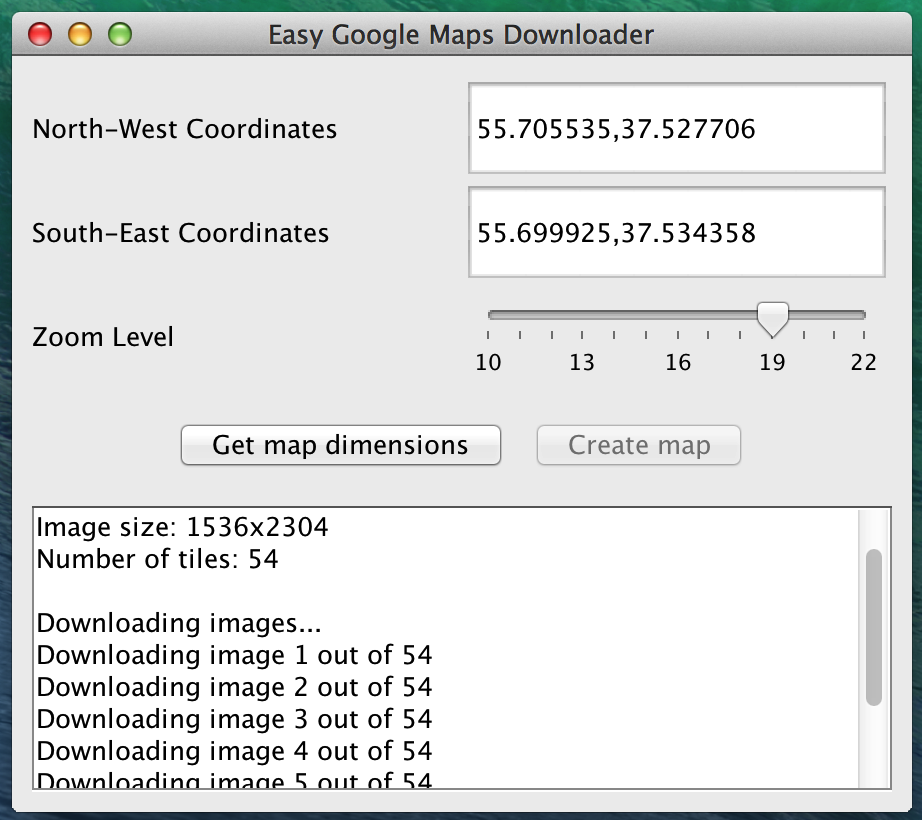 Easy Google Maps Downloader
North-West Coordinates
55.705535,37.527706
South-East Coordinates
55.699925,37.534358
Zoom Level
10 13 16 19 22
Get map dimensions
Create map
Image size: 1536x2304
Number of tiles: 54
Downloading images...
Downloading image 1 out of 54
Downloading image 2 out of 54
Downloading image 3 out of 54
Downloading image 4 out of 54
Downloading image 5 out of 54